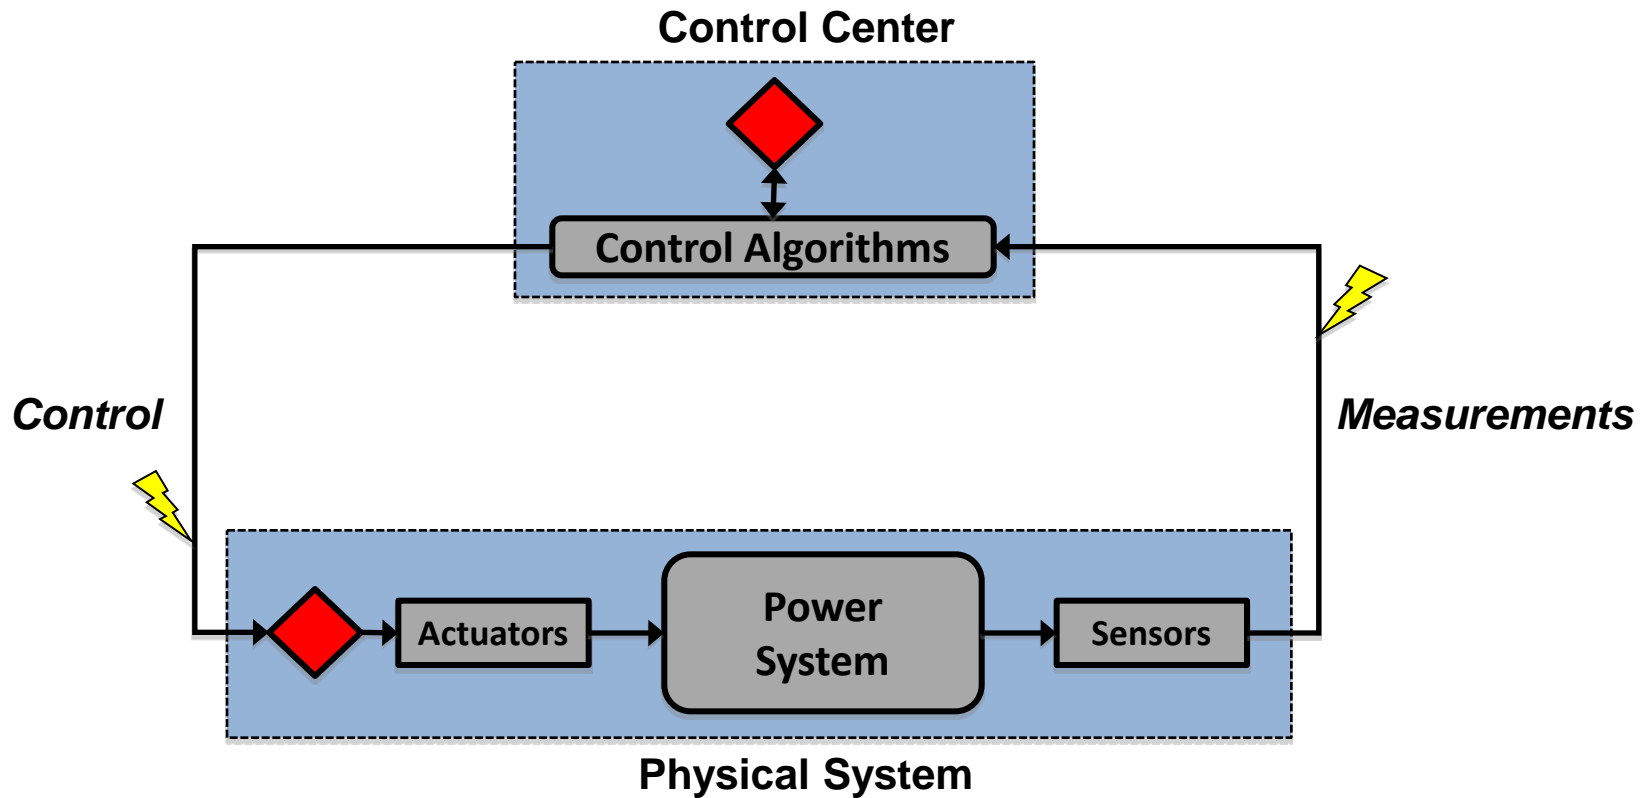 Control Center
Control Algorithms
Control
Measurements
Actuators
Power
System
Sensors
Physical System